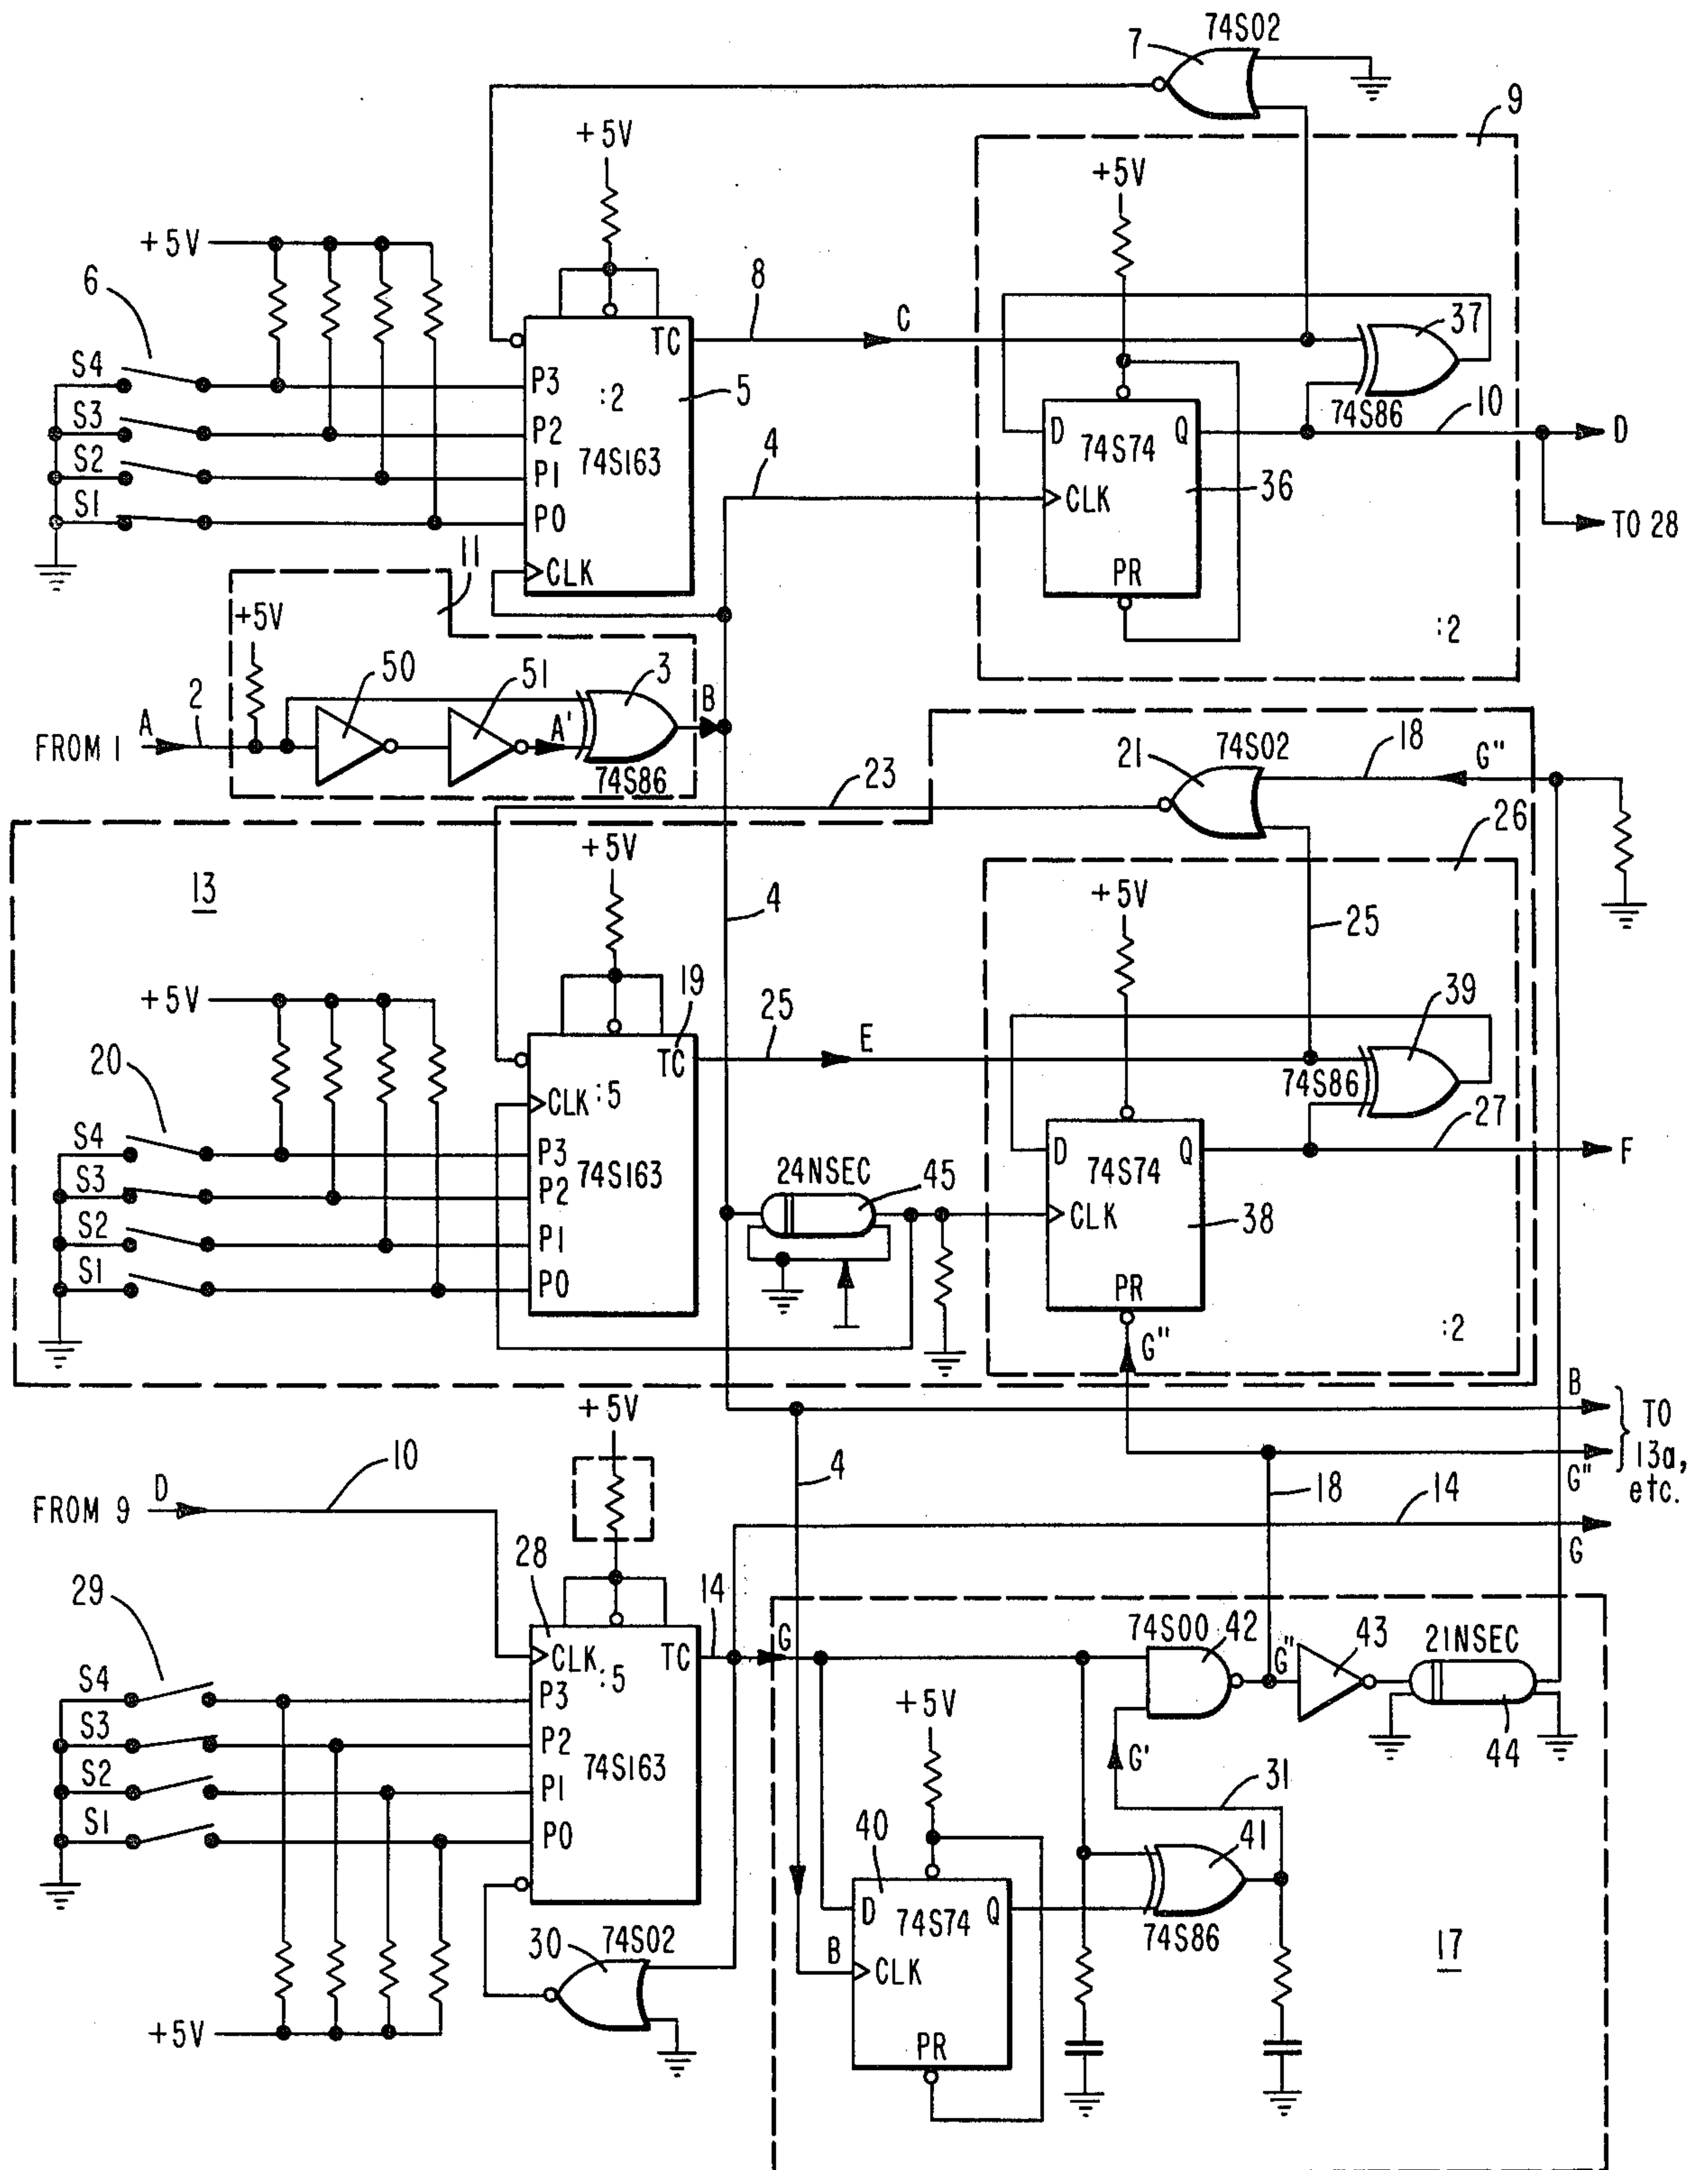 74S02
7
9
+5V
+5V
+5V
6
8
C
37
TC
S4
P3
:2
5
74S86
10
S3
P2
4
D
74S74
Q
D
S2
74S163
P1
36
S1
P0
CLK
TO 28
11
CLK
PR
+5V
:2
50
51
3
2
B
A
A'
FROM 1
74S86
74S02
18
G"
21
23
26
+5V
13
+5V
4
25
19
39
+5V
25
E
TC
74S86
20
CLK
:5
27
S4
P3
24NSEC
45
D
74S74
Q
F
S3
P2
74S163
CLK
38
S2
P1
S1
P0
PR
G"
:2
+5V
B
TO
13a,
etc.
G"
10
4
18
14
FROM 9
D
G
28
29
14
G
74S00
42
43
21NSEC
CLK
:5
TC
G"
S4
P3
+5V
44
S3
P2
G'
31
S2
P1
74S163
S1
P0
40
41
D
74S74
Q
74S86
30
74S02
B
CLK
17
+5V
PR